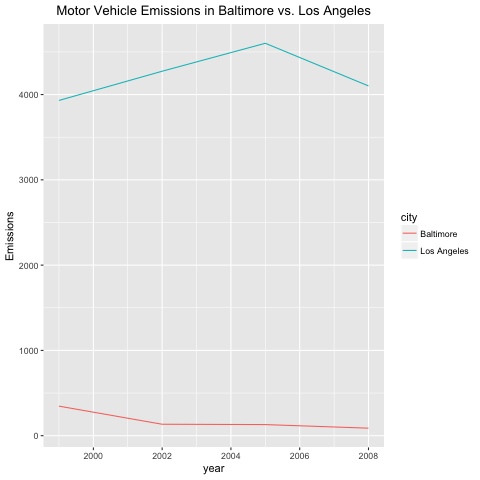 Motor Vehicle Emissions in Baltimore vs. Los Angeles
4000
3000
2000
1000
0
Emissions
2000
2002
2004
2006
2008
year
city
Baltimore
Los Angeles